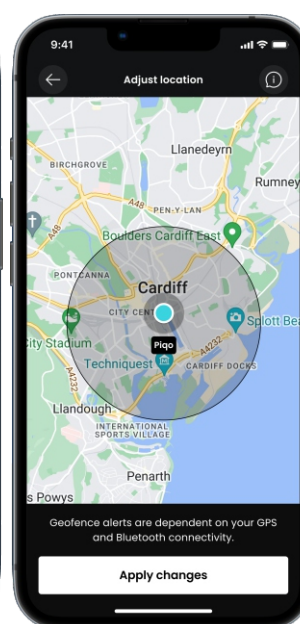 9:41
Adjust location
Llanedeyrn
BIRCHGROVE
Rumney
A48
PEN-Y-LAN
A48
Boulders Cardiff East
PONTCANNA
Cardiff
CITY CENT
City Stadium
Splott Bea
Piqo
A4232
Techniquest
CARDIFF DOCKS
A4232
Llandough
INTERNATIONAL
SPORTS VILLAGE
Penarth
s Powys
Geofence alerts are dependent on your GPS
and Bluetooth connectivity.
Apply changes